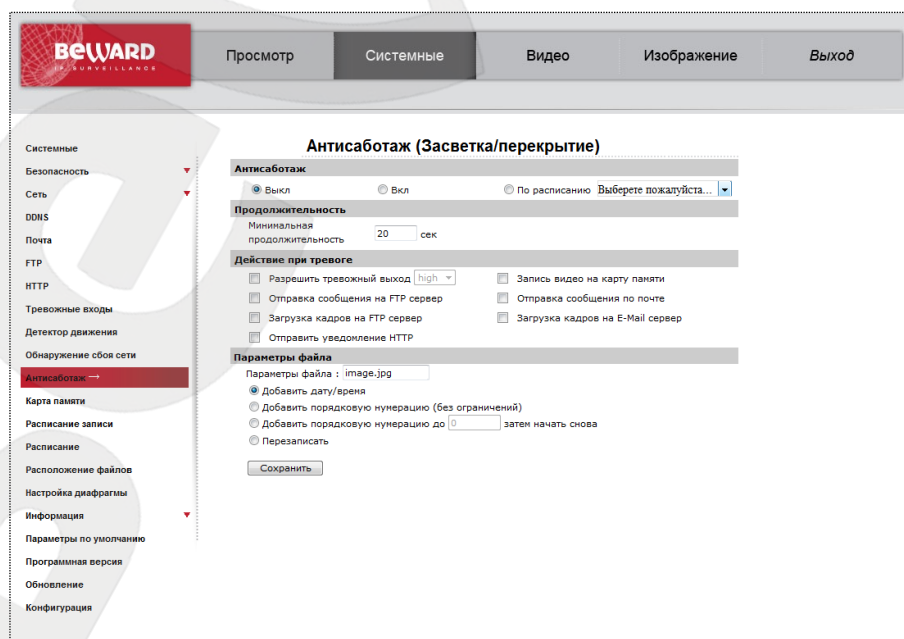 BEWARD
IP SURVEILLANCE
Просмотр
Системные
Видео
Изображение
Выход
Системные
Безопасность
Сеть
DDNS
Почта
FTP
HTTP
Тревожные входы
Детектор движения
Обнаружение сбоя сети
Антисаботаж →
Карта памяти
Расписание записи
Расписание
Расположение файлов
Настройка диафрагмы
Информация
Параметры по умолчанию
Программная версия
Обновление
Конфигурация
Антисаботаж (Засветка/перекрытие)
Антисаботаж
Выкл Вкл По расписанию Выберете пожалуйста...
Продолжительность
Минимальная
продолжительность 20 сек
Действие при тревоге
Разрешить тревожный выход high Запись видео на карту памяти
Отправка сообщения на FTP сервер Отправка сообщения по почте
Загрузка кадров на FTP сервер Загрузка кадров на E-Mail сервер
Отправить уведомление HTTP
Параметры файла
Параметры файла : image.jpg
Добавить дату/время
Добавить порядковую нумерацию (без ограничений)
Добавить порядковую нумерацию до 0 затем начать снова
Перезаписать
Сохранить